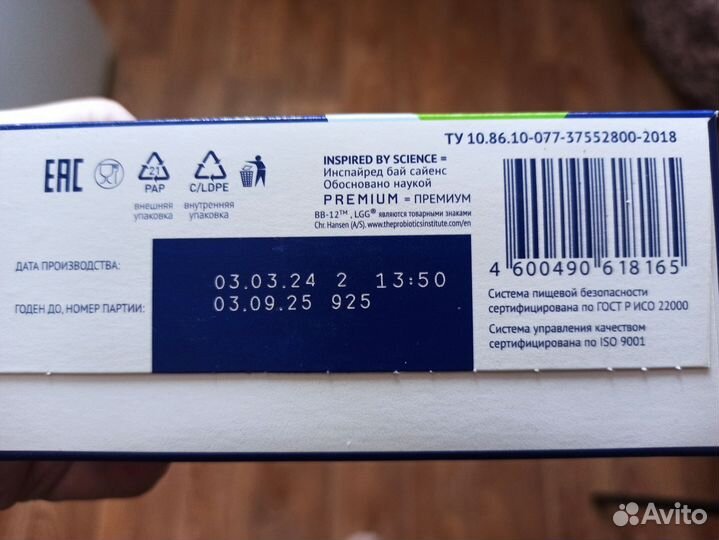 ТУ 10.86.10-077-37552800-2018
EAC
21
PAP
внешняя
упаковка
C/LDPE
внутренняя
упаковка
INSPIRED BY SCIENCE =
Инспайред бай сайенс
Обосновано наукой
PREMIUM = ПРЕМИУМ
BB-12™, LGG® являются товарными знаками
Chr. Hansen (A/S), www.theprobioticsinstitute.com/en
4 600490 618165
ДАТА ПРОИЗВОДСТВА:
03.03.24 2 13:50
ГОДЕН ДО, НОМЕР ПАРТИИ:
03.09.25 925
Система пищевой безопасности
сертифицирована по ГОСТ Р ИСО 22000
Система управления качеством
сертифицирована по ISO 9001
Avito